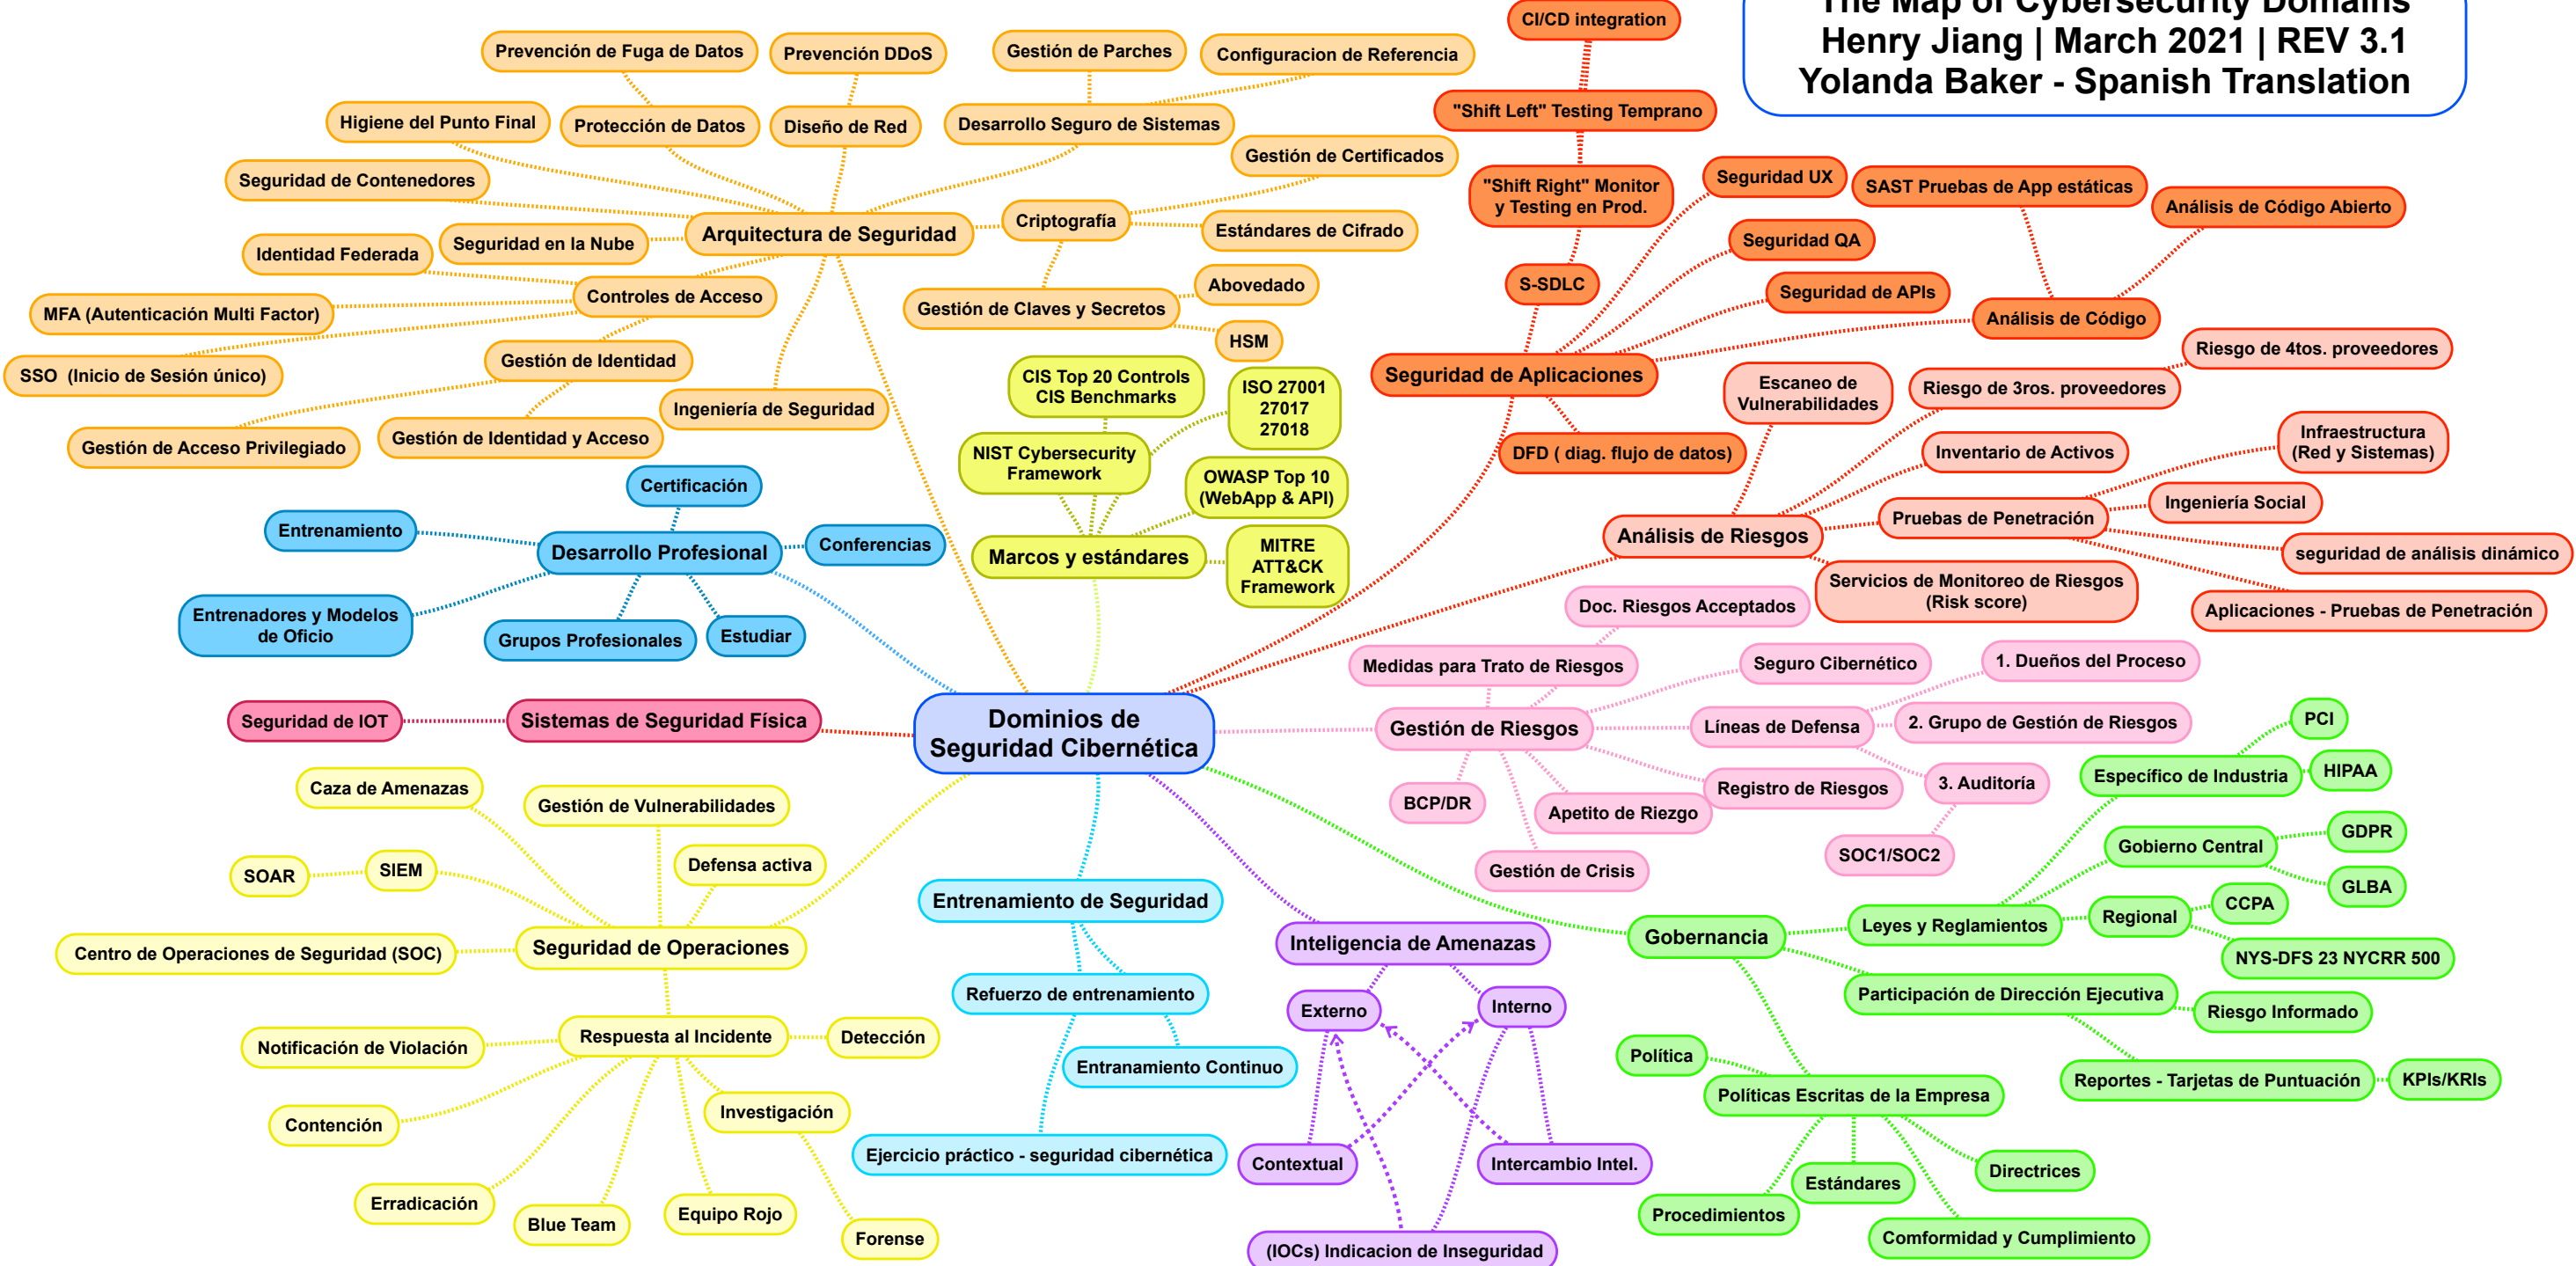 The Map of Cybersecurity Domains
Henry Jiang | March 2021 | REV 3.1
Yolanda Baker - Spanish Translation
CI/CD integration
"Shift Left" Testing Temprano
"Shift Right" Monitor
y Testing en Prod.
S-SDLC
Seguridad UX
Seguridad QA
Seguridad de APIs
SAST Pruebas de App estáticas
Análisis de Código Abierto
Análisis de Código
Seguridad de Aplicaciones
DFD ( diag. flujo de datos)
Prevención de Fuga de Datos
Prevención DDoS
Gestión de Parches
Configuracion de Referencia
Higiene del Punto Final
Protección de Datos
Diseño de Red
Desarrollo Seguro de Sistemas
Gestión de Certificados
Seguridad de Contenedores
Arquitectura de Seguridad
Criptografía
Estándares de Cifrado
Identidad Federada
Seguridad en la Nube
Controles de Acceso
Gestión de Claves y Secretos
Abovedado
HSM
MFA (Autenticación Multi Factor)
SSO (Inicio de Sesión único)
Gestión de Identidad
Ingeniería de Seguridad
Gestión de Acceso Privilegiado
Gestión de Identidad y Acceso
CIS Top 20 Controls
CIS Benchmarks
ISO 27001
27017
27018
NIST Cybersecurity
Framework
OWASP Top 10
(WebApp & API)
Marcos y estándares
MITRE
ATT&CK
Framework
Escaneo de
Vulnerabilidades
Riesgo de 3ros. proveedores
Riesgo de 4tos. proveedores
Inventario de Activos
Infraestructura
(Red y Sistemas)
Pruebas de Penetración
Ingeniería Social
Análisis de Riesgos
seguridad de análisis dinámico
Servicios de Monitoreo de Riesgos
(Risk score)
Aplicaciones - Pruebas de Penetración
Certificación
Entrenamiento
Desarrollo Profesional
Conferencias
Entrenadores y Modelos
de Oficio
Grupos Profesionales
Estudiar
Seguridad de IOT
Sistemas de Seguridad Física
Dominios de
Seguridad Cibernética
Doc. Riesgos Acceptados
Medidas para Trato de Riesgos
Seguro Cibernético
1. Dueños del Proceso
Gestión de Riesgos
Líneas de Defensa
2. Grupo de Gestión de Riesgos
BCP/DR
Apetito de Riezgo
Registro de Riesgos
3. Auditoría
Gestión de Crisis
SOC1/SOC2
PCI
Específico de Industria
HIPAA
GDPR
Gobierno Central
GLBA
CCPA
Gobernancia
Leyes y Reglamientos
Regional
NYS-DFS 23 NYCRR 500
Participación de Dirección Ejecutiva
Riesgo Informado
Reportes - Tarjetas de Puntuación
KPIs/KRIs
Política
Políticas Escritas de la Empresa
Directrices
Estándares
Procedimientos
Comformidad y Cumplimiento
Caza de Amenazas
Gestión de Vulnerabilidades
SOAR
SIEM
Defensa activa
Centro de Operaciones de Seguridad (SOC)
Seguridad de Operaciones
Respuesta al Incidente
Detección
Notificación de Violación
Contención
Investigación
Erradicación
Blue Team
Equipo Rojo
Forense
Entrenamiento de Seguridad
Refuerzo de entrenamiento
Entranamiento Continuo
Ejercicio práctico - seguridad cibernética
Inteligencia de Amenazas
Externo
Interno
Contextual
Intercambio Intel.
(IOCs) Indicacion de Inseguridad